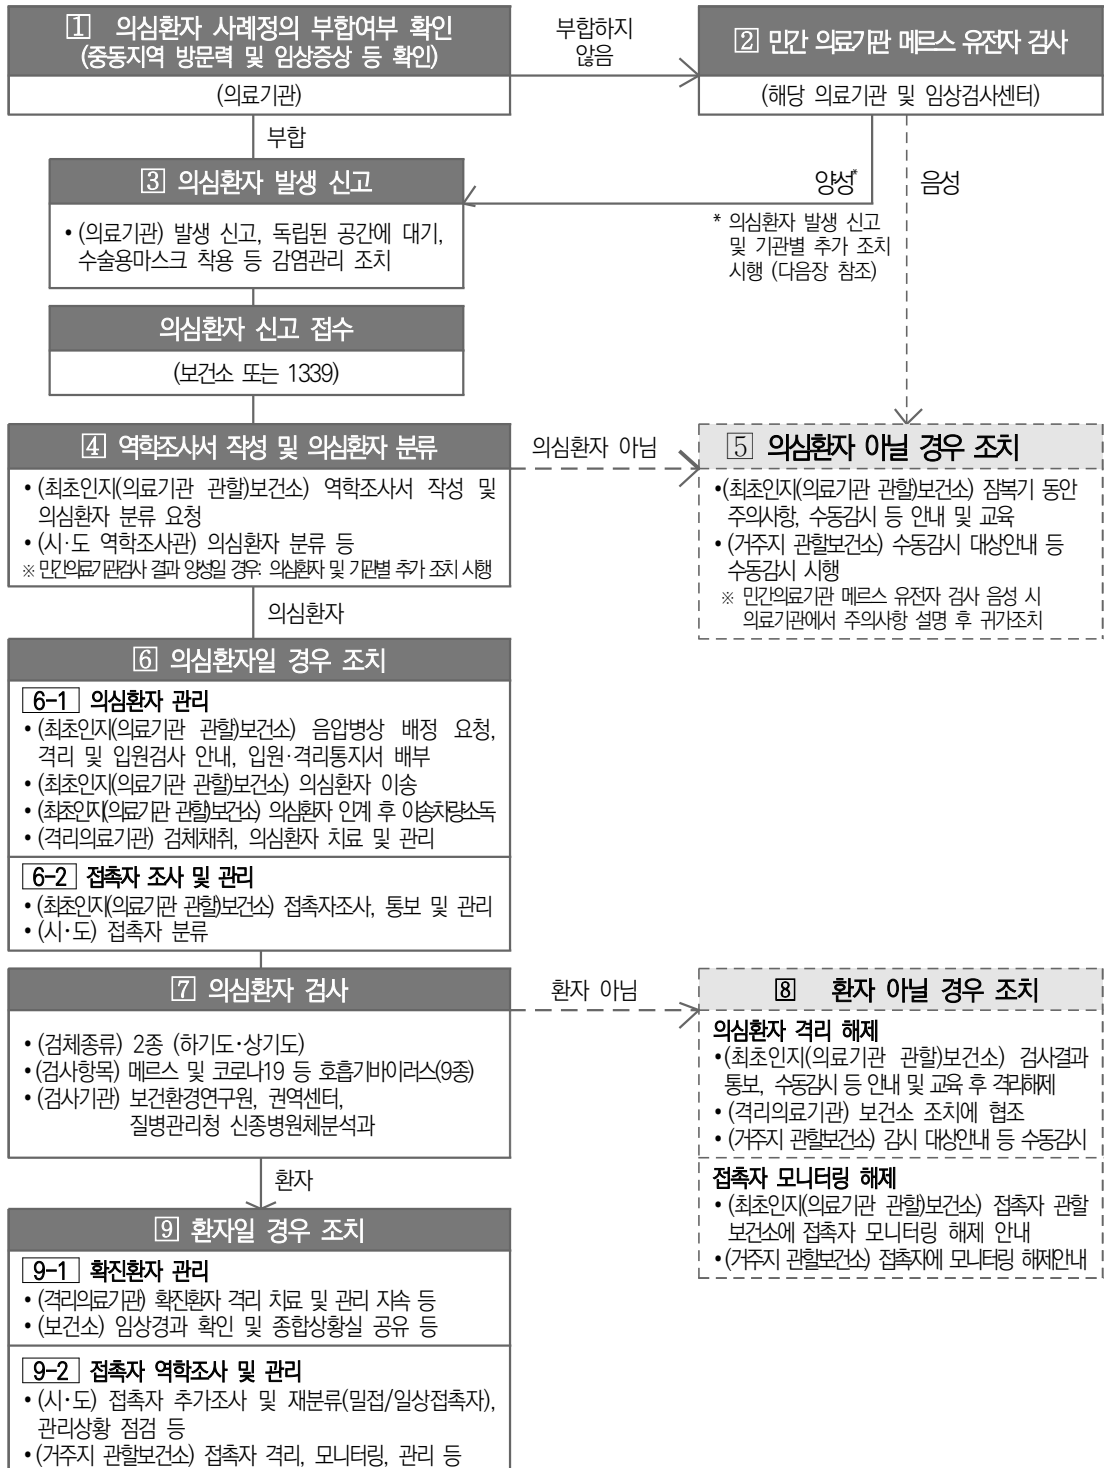 1 의심환자 사례정의 부합여부 확인
(중동지역 방문력 및 임상증상 등 확인)
(의료기관)
부합하지
않음
2 민간 의료기관 메르스 유전자 검사
(해당 의료기관 및 임상검사센터)
부합
양성*
음성
* 의심환자 발생 신고
및 기관별 추가 조치
시행 (다음장 참조)
3 의심환자 발생 신고
• (의료기관) 발생 신고, 독립된 공간에 대기,
수술용마스크 착용 등 감염관리 조치
의심환자 신고 접수
(보건소 또는 1339)
4 역학조사서 작성 및 의심환자 분류
• (최초인지(의료기관 관할)보건소) 역학조사서 작성 및
의심환자 분류 요청
• (시·도 역학조사관) 의심환자 분류 등
※ 민간의료기관검사 결과 양성일 경우: 의심환자 및 기관별 추가 조치 시행
의심환자 아님
5 의심환자 아닐 경우 조치
•(최초인지(의료기관 관할)보건소) 잠복기 동안
주의사항, 수동감시 등 안내 및 교육
• (거주지 관할보건소) 수동감시 대상안내 등
수동감시 시행
※ 민간의료기관 메르스 유전자 검사 음성 시
의료기관에서 주의사항 설명 후 귀가조치
의심환자
6 의심환자일 경우 조치
6-1 의심환자 관리
• (최초인지(의료기관 관할)보건소) 음압병상 배정 요청,
격리 및 입원검사 안내, 입원·격리통지서 배부
• (최초인지(의료기관 관할)보건소) 의심환자 이송
• (최초인지(의료기관 관할)보건소) 의심환자 인계 후 이송차량소독
• (격리의료기관) 검체채취, 의심환자 치료 및 관리
6-2 접촉자 조사 및 관리
• (최초인지(의료기관 관할)보건소) 접촉자조사, 통보 및 관리
• (시·도) 접촉자 분류
7 의심환자 검사
• (검체종류) 2종 (하기도·상기도)
• (검사항목) 메르스 및 코로나19 등 호흡기바이러스(9종)
• (검사기관) 보건환경연구원, 권역센터,
질병관리청 신종병원체분석과
환자 아님
8 환자 아닐 경우 조치
의심환자 격리 해제
•(최초인지(의료기관 관할)보건소) 검사결과
통보, 수동감시 등 안내 및 교육 후 격리해제
• (격리의료기관) 보건소 조치에 협조
• (거주지 관할보건소) 감시 대상안내 등 수동감시
접촉자 모니터링 해제
• (최초인지(의료기관 관할)보건소) 접촉자 관할
보건소에 접촉자 모니터링 해제 안내
•(거주지 관할보건소) 접촉자에 모니터링 해제안내
환자
9 환자일 경우 조치
9-1 확진환자 관리
• (격리의료기관) 확진환자 격리 치료 및 관리 지속 등
• (보건소) 임상경과 확인 및 종합상황실 공유 등
9-2 접촉자 역학조사 및 관리
• (시·도) 접촉자 추가조사 및 재분류(밀접/일상접촉자),
관리상황 점검 등
• (거주지 관할보건소) 접촉자 격리, 모니터링, 관리 등